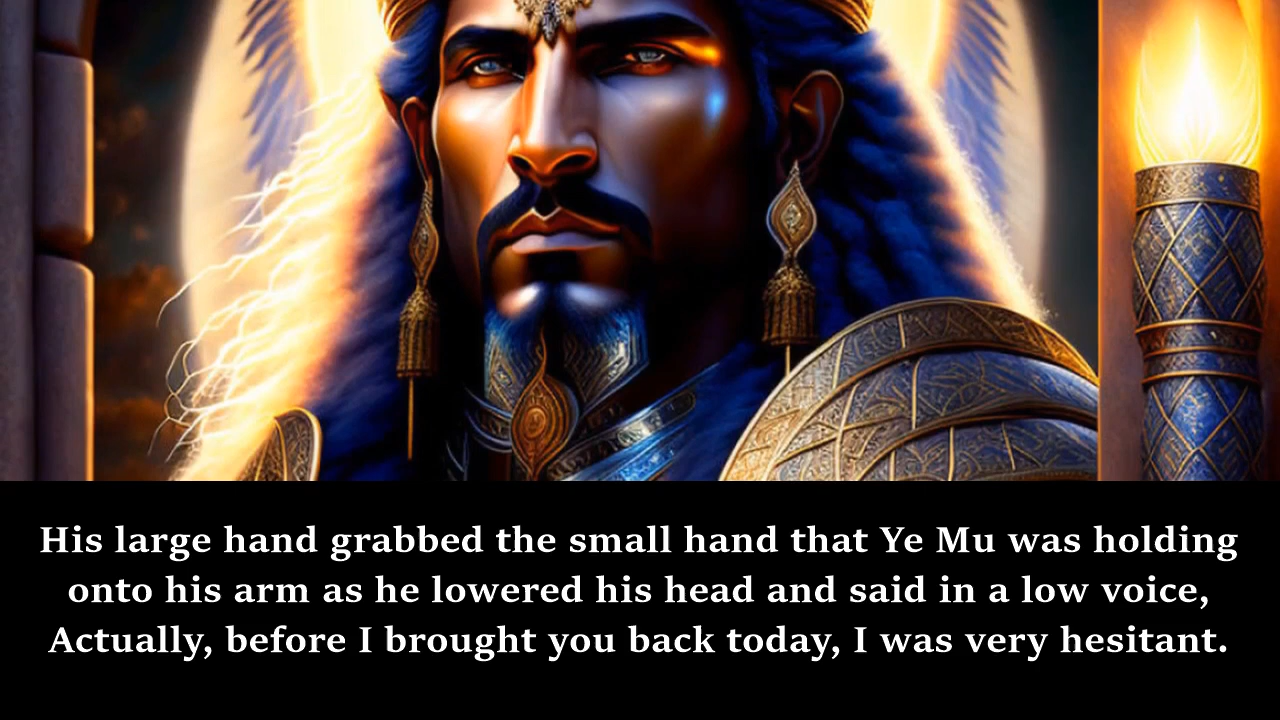 His large hand grabbed the small hand that Ye Mu was holding
onto his arm as he lowered his head and said in a low voice,
Actually, before I brought you back today, I was very hesitant.